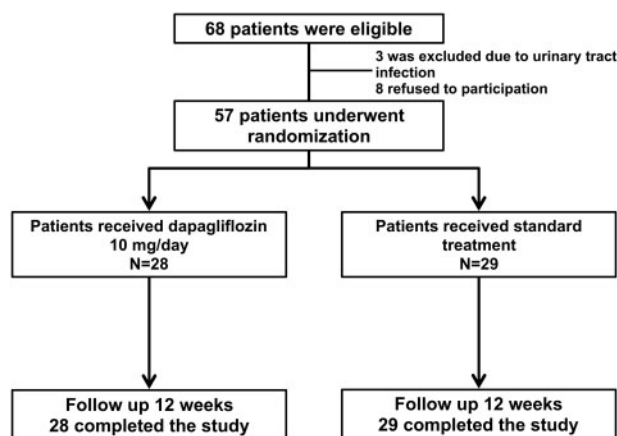 68 patients were eligible
3 was excluded due to urinary tract
infection
8 refused to participation
57 patients underwent
randomization
Patients received dapagliflozin
10 mg/day
N=28
Patients received standard
treatment
N=29
Follow up 12 weeks
28 completed the study
Follow up 12 weeks
29 completed the study